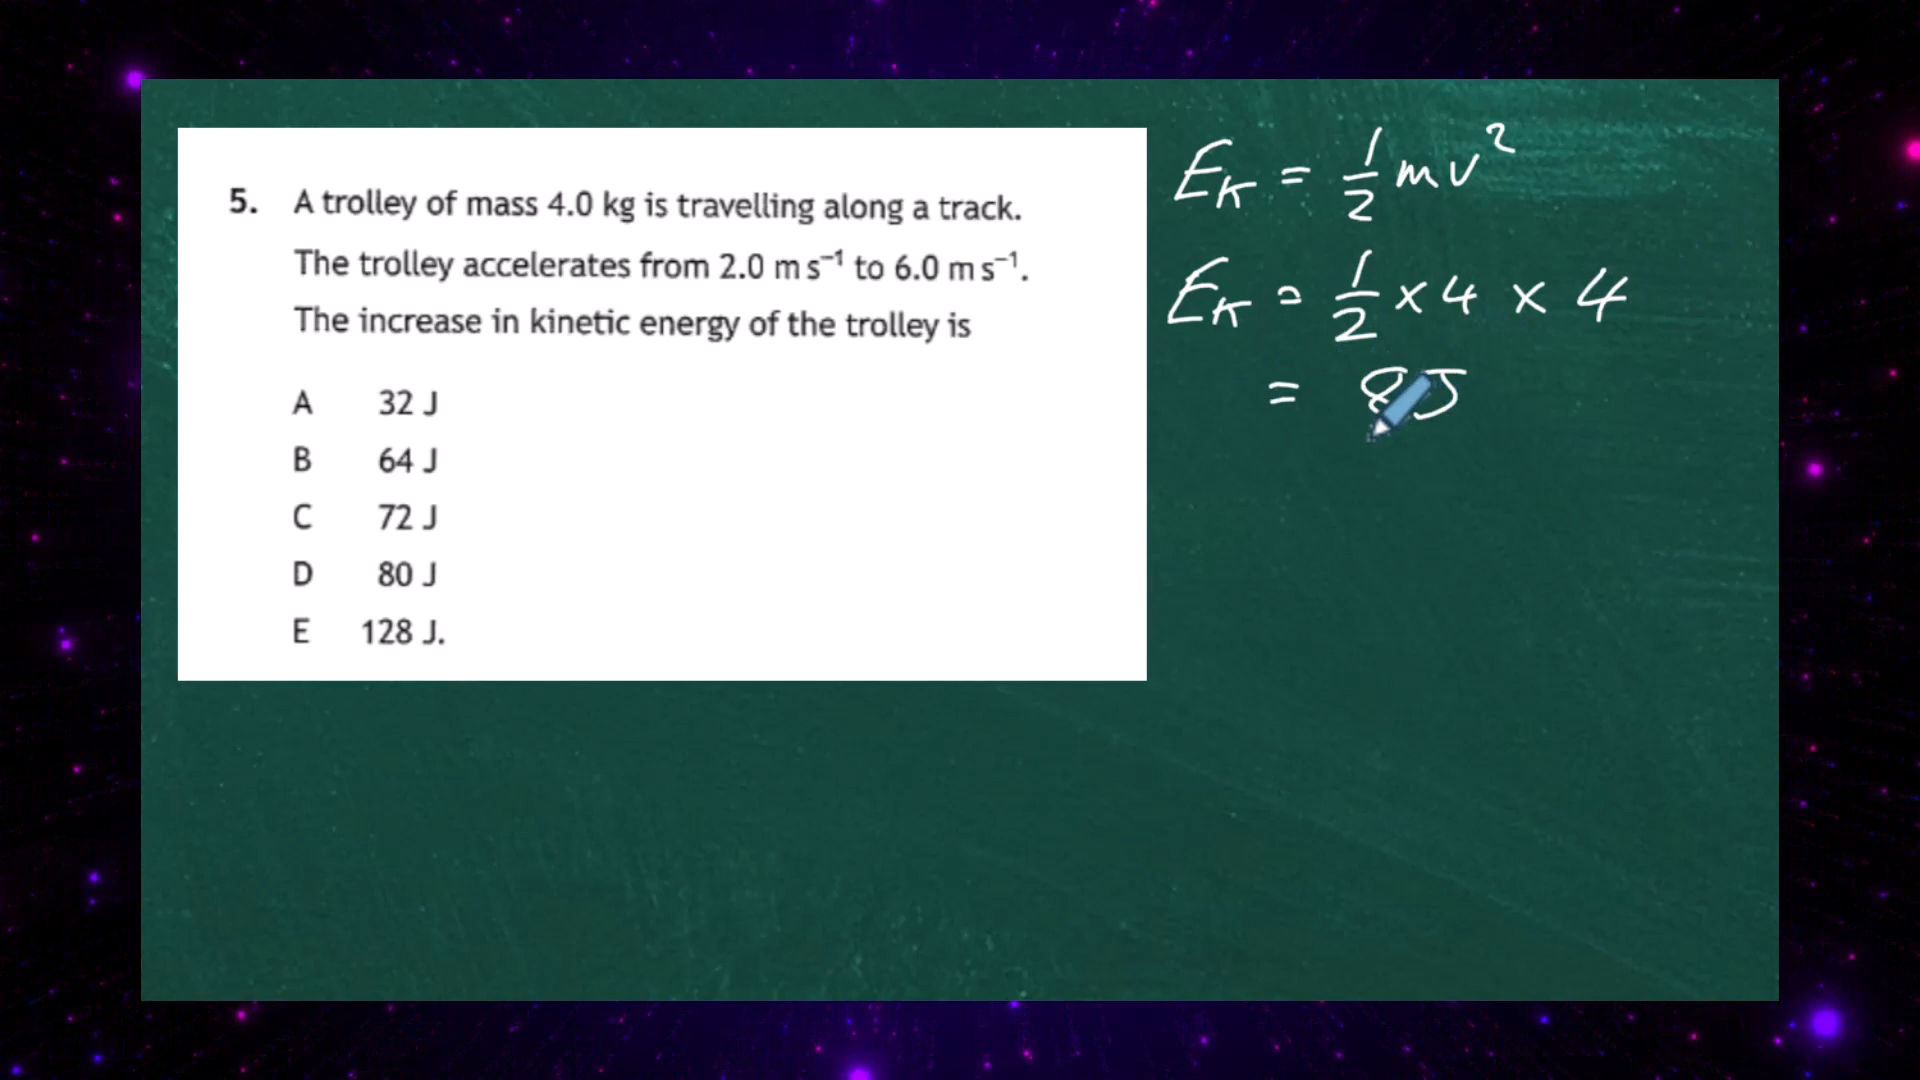 5. A trolley of mass 4.0 kg is travelling along a track.
The trolley accelerates from 2.0 m s⁻¹ to 6.0 m s⁻¹.
The increase in kinetic energy of the trolley is
A 32 J
B 64 J
C 72 J
D 80 J
E 128 J.
Eₖ = ½mv²
Eₖ = ½ × 4 × 4
= 8J